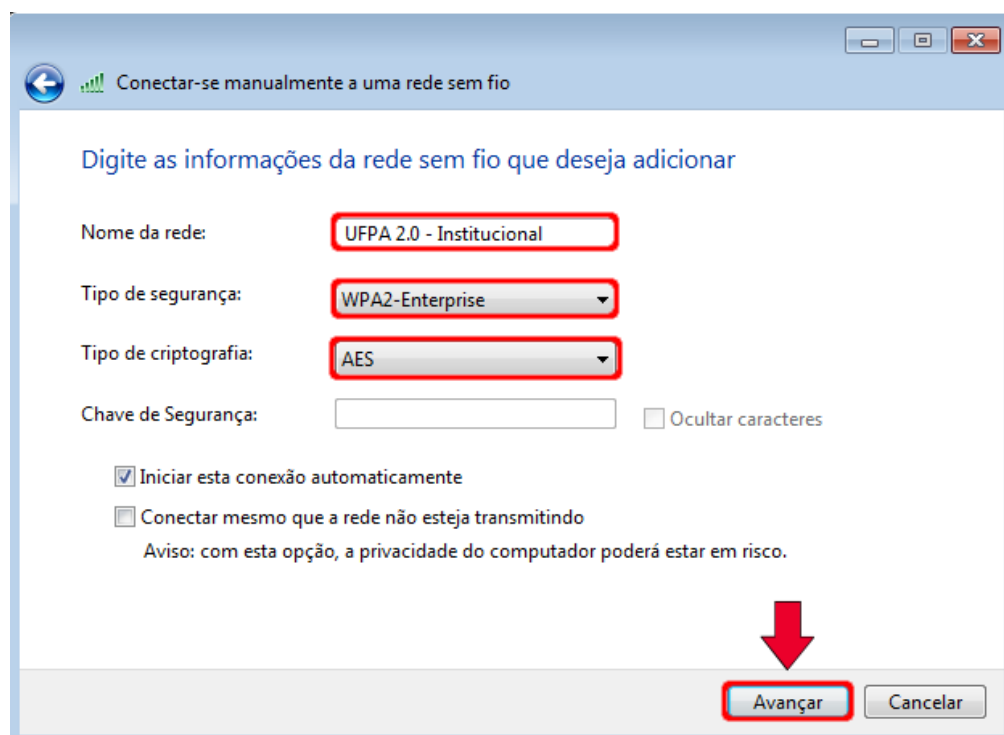 Conectar-se manualmente a uma rede sem fio
Digite as informações da rede sem fio que deseja adicionar
Nome da rede: UFPA 2.0 - Institucional
Tipo de segurança: WPA2-Enterprise
Tipo de criptografia: AES
Chave de Segurança: Ocultar caracteres
Iniciar esta conexão automaticamente
Conectar mesmo que a rede não esteja transmitindo
Aviso: com esta opção, a privacidade do computador poderá estar em risco.
Avançar Cancelar